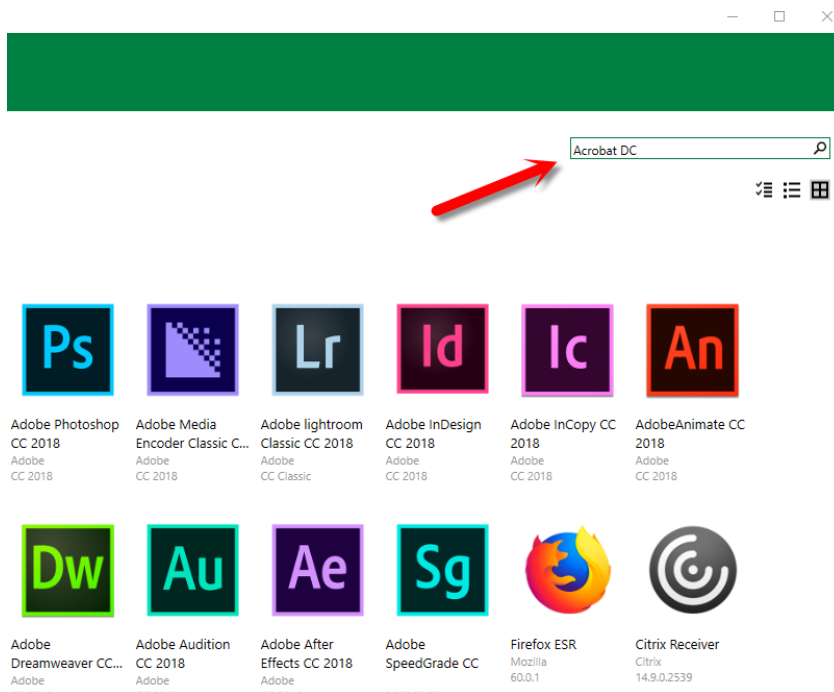 Acrobat DC
Ps
Lr
Id
Ic
An
Adobe Photoshop CC 2018
Adobe
CC 2018
Adobe Media Encoder Classic C...
Adobe
CC 2018
Adobe lightroom Classic CC 2018
Adobe
CC Classic
Adobe InDesign CC 2018
Adobe
CC 2018
Adobe InCopy CC 2018
Adobe
CC 2018
AdobeAnimate CC 2018
Adobe
CC 2018
Dw
Au
Ae
Sg
Adobe Dreamweaver CC...
Adobe
Adobe Audition CC 2018
Adobe
Adobe After Effects CC 2018
Adobe
Adobe SpeedGrade CC
Firefox ESR
Mozilla
60.0.1
Citrix Receiver
Citrix
14.9.0.2539